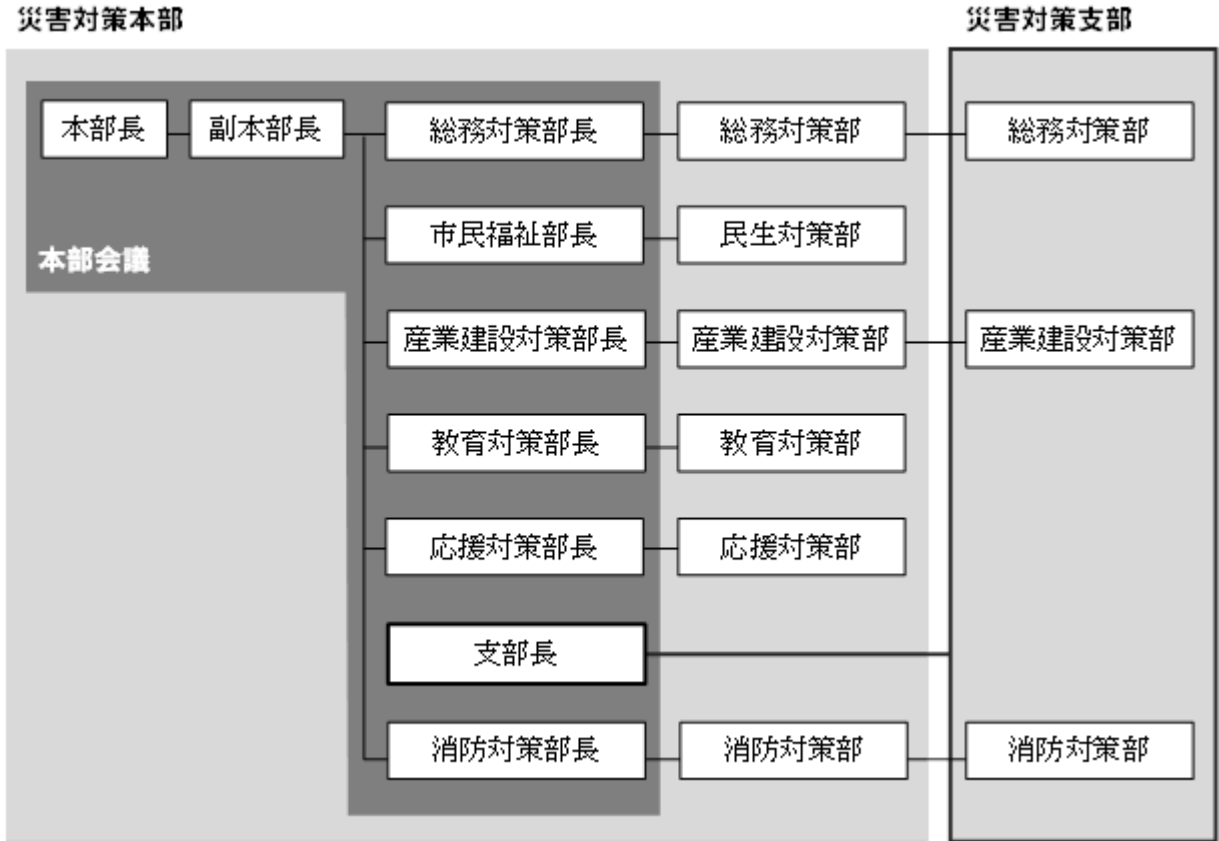 災害対策本部
災害対策支部
本部長
副本部長
総務対策部長
総務対策部
総務対策部
市民福祉部長
民生対策部
本部会議
産業建設対策部長
産業建設対策部
産業建設対策部
教育対策部長
教育対策部
応援対策部長
応援対策部
支部長
消防対策部長
消防対策部
消防対策部